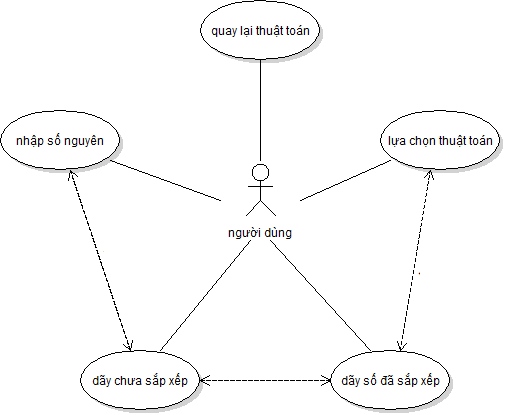 quay lại thuật toán
nhập số nguyên
lựa chọn thuật toán
người dùng
dãy chưa sắp xếp
dãy số đã sắp xếp